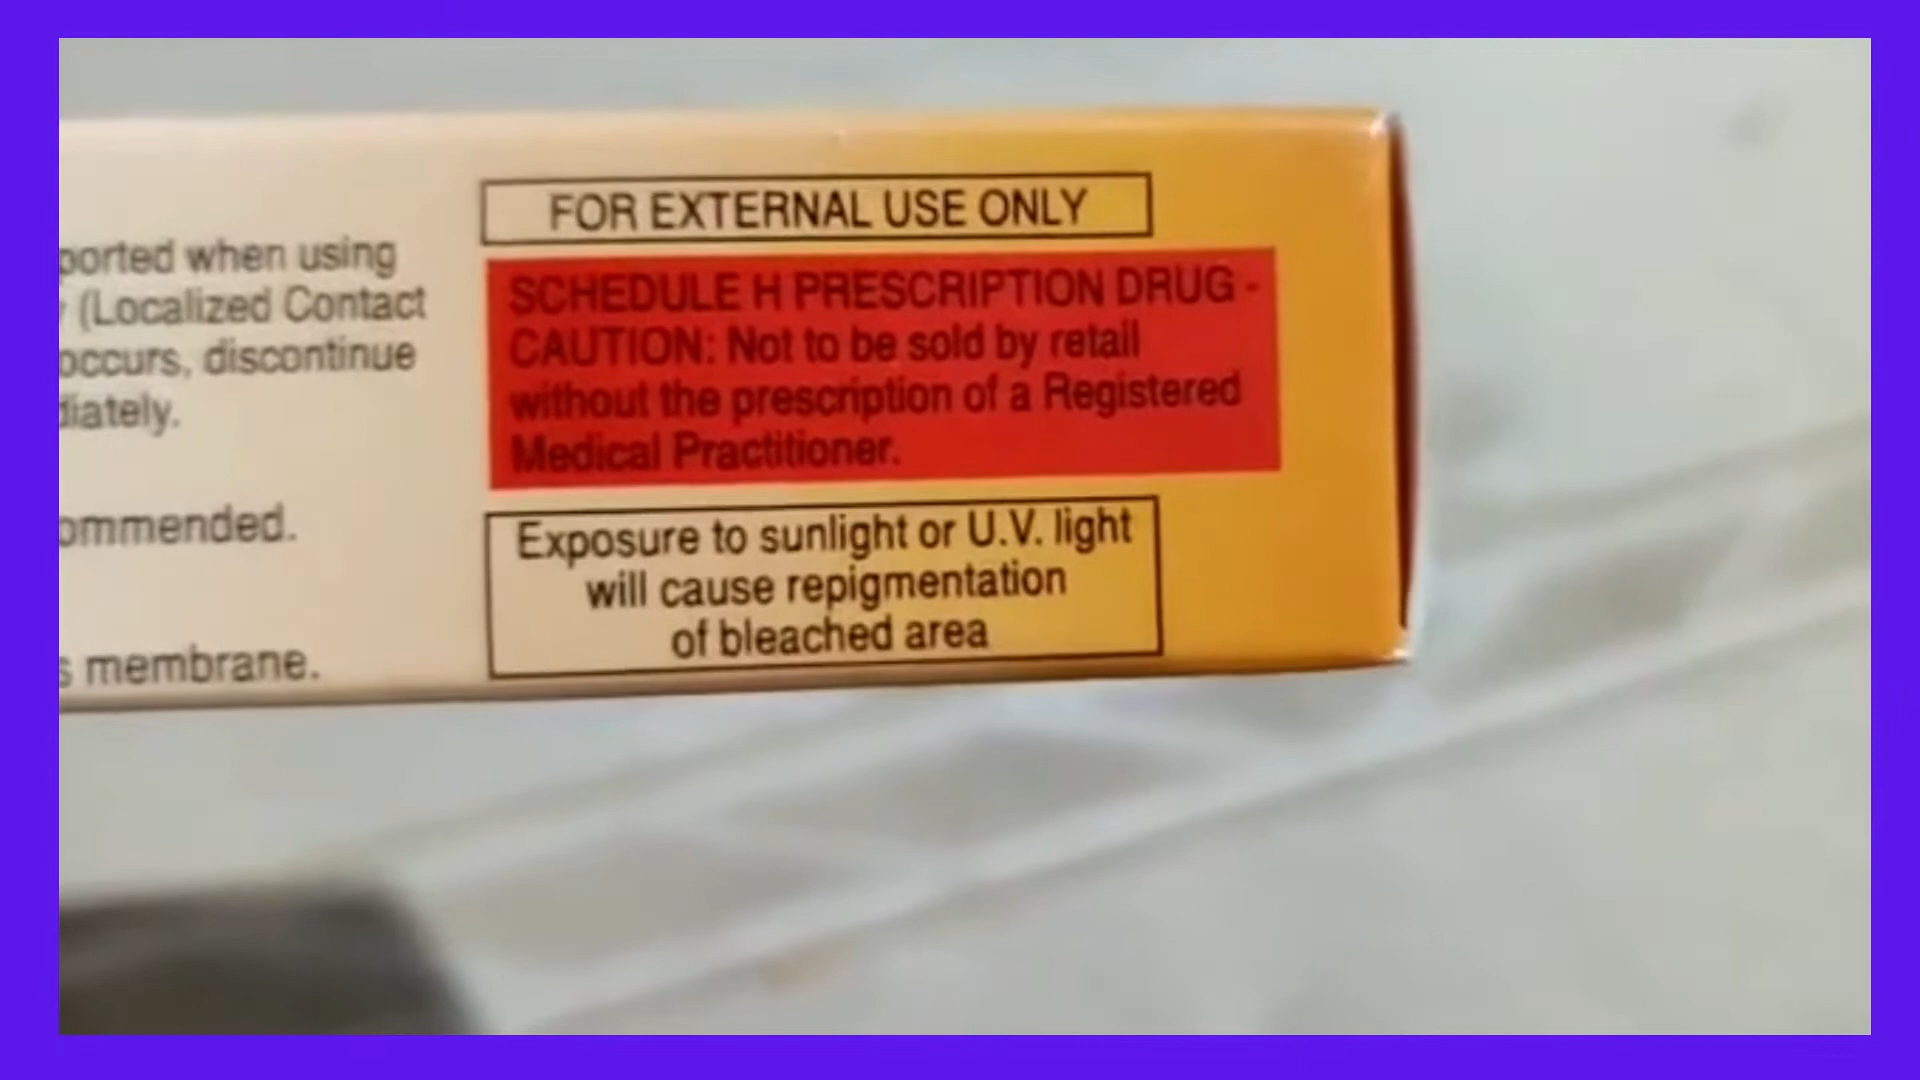 FOR EXTERNAL USE ONLY
SCHEDULE H PRESCRIPTION DRUG -
CAUTION: Not to be sold by retail
without the prescription of a Registered
Medical Practitioner.
Exposure to sunlight or U.V. light
will cause repigmentation
of bleached area
ported when using
(Localized Contact
occurs, discontinue
diately.
ommended.
s membrane.